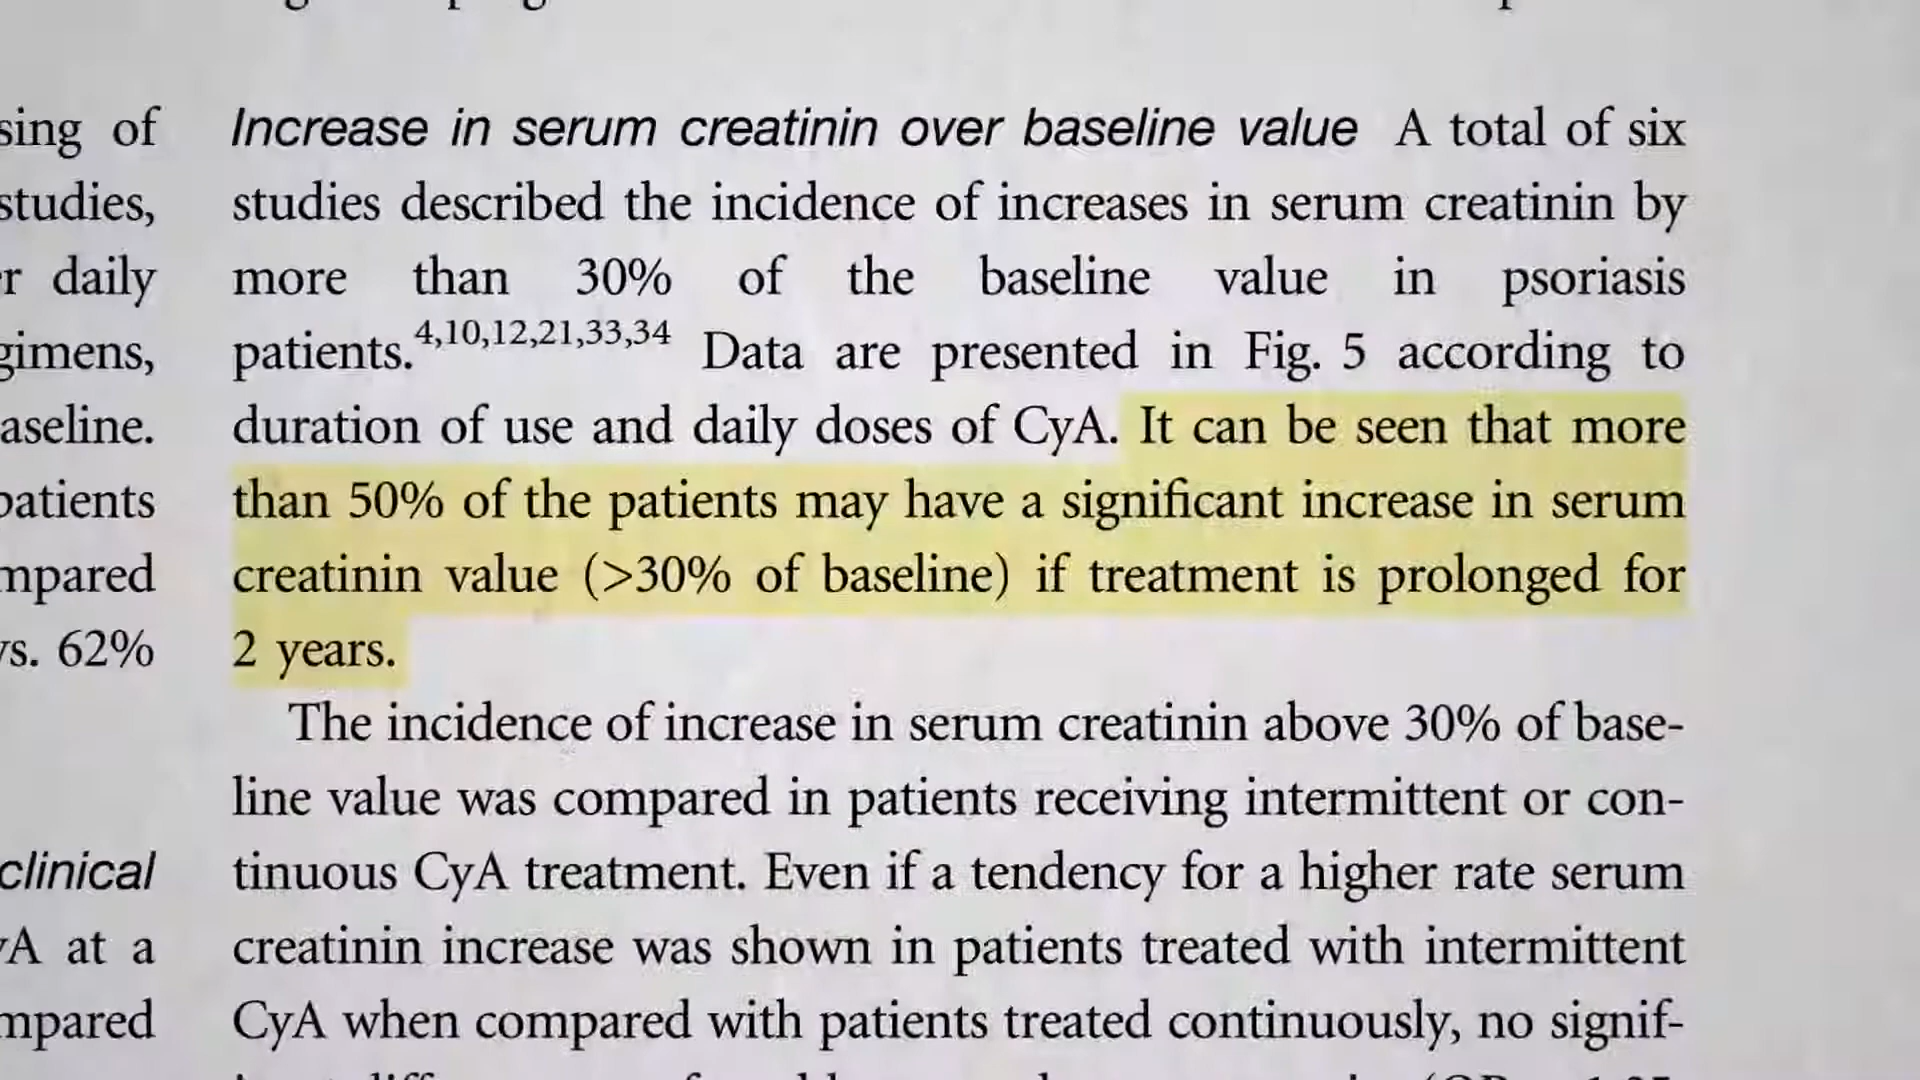 sing of
studies,
r daily
gimens,
aseline.
patients
mpared
vs. 62%
clinical
yA at a
mpared
Increase in serum creatinin over baseline value A total of six
studies described the incidence of increases in serum creatinin by
more than 30% of the baseline value in psoriasis
patients.4,10,12,21,33,34 Data are presented in Fig. 5 according to
duration of use and daily doses of CyA. It can be seen that more
than 50% of the patients may have a significant increase in serum
creatinin value (>30% of baseline) if treatment is prolonged for
2 years.
The incidence of increase in serum creatinin above 30% of base-
line value was compared in patients receiving intermittent or con-
tinuous CyA treatment. Even if a tendency for a higher rate serum
creatinin increase was shown in patients treated with intermittent
CyA when compared with patients treated continuously, no signif-